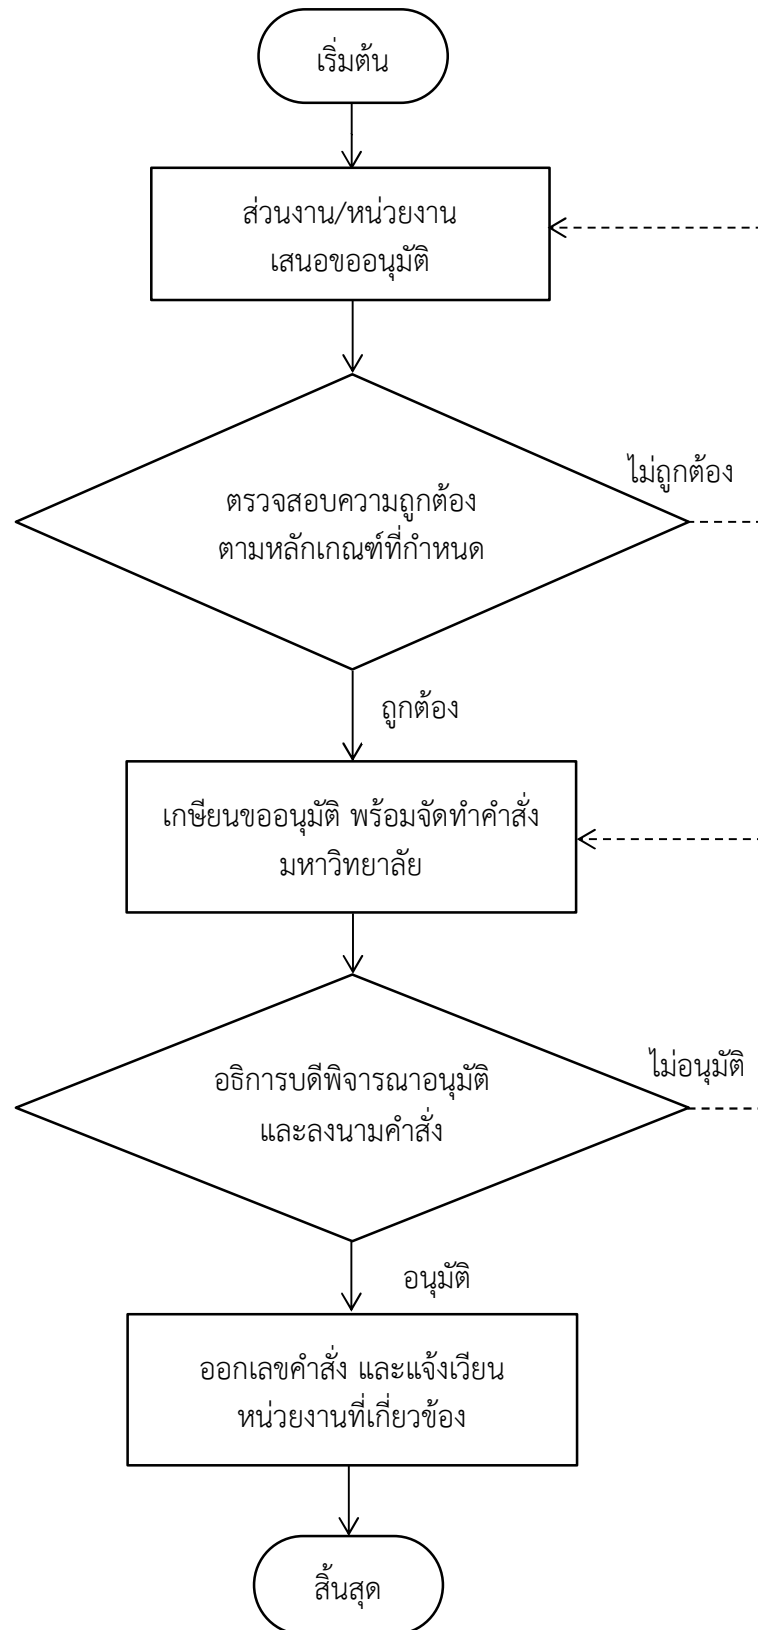 เริ่มต้น
ส่วนงาน/หน่วยงาน
เสนอขออนุมัติ
ไม่ถูกต้อง
ตรวจสอบความถูกต้อง
ตามหลักเกณฑ์ที่กำหนด
ถูกต้อง
เกษียนขออนุมัติ พร้อมจัดทำคำสั่ง
มหาวิทยาลัย
ไม่อนุมัติ
อธิการบดีพิจารณาอนุมัติ
และลงนามคำสั่ง
อนุมัติ
ออกเลขคำสั่ง และแจ้งเวียน
หน่วยงานที่เกี่ยวข้อง
สิ้นสุด